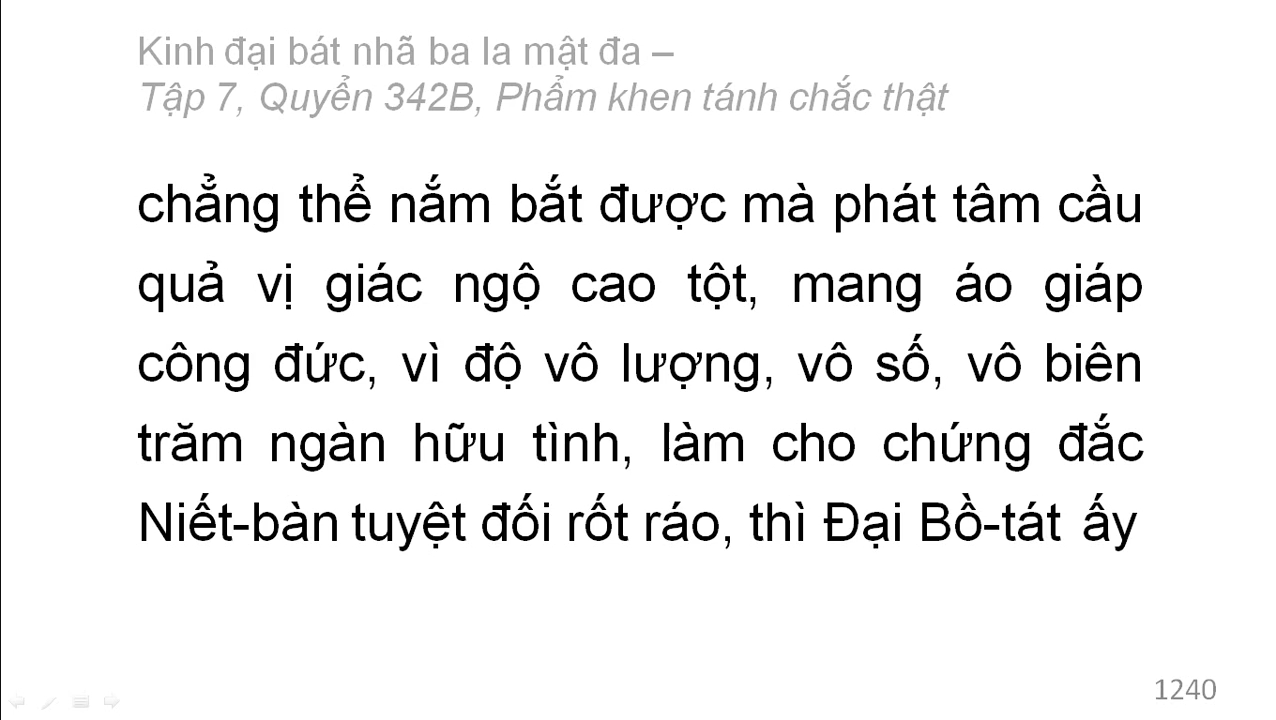 Kinh đại bát nhã ba la mật đa –
Tập 7, Quyển 342B, Phẩm khen tánh chắc thật
chẳng thể nắm bắt được mà phát tâm cầu
quả vị giác ngộ cao tột, mang áo giáp
công đức, vì độ vô lượng, vô số, vô biên
trăm ngàn hữu tình, làm cho chứng đắc
Niết-bàn tuyệt đối rốt ráo, thì Đại Bồ-tát ấy
1240